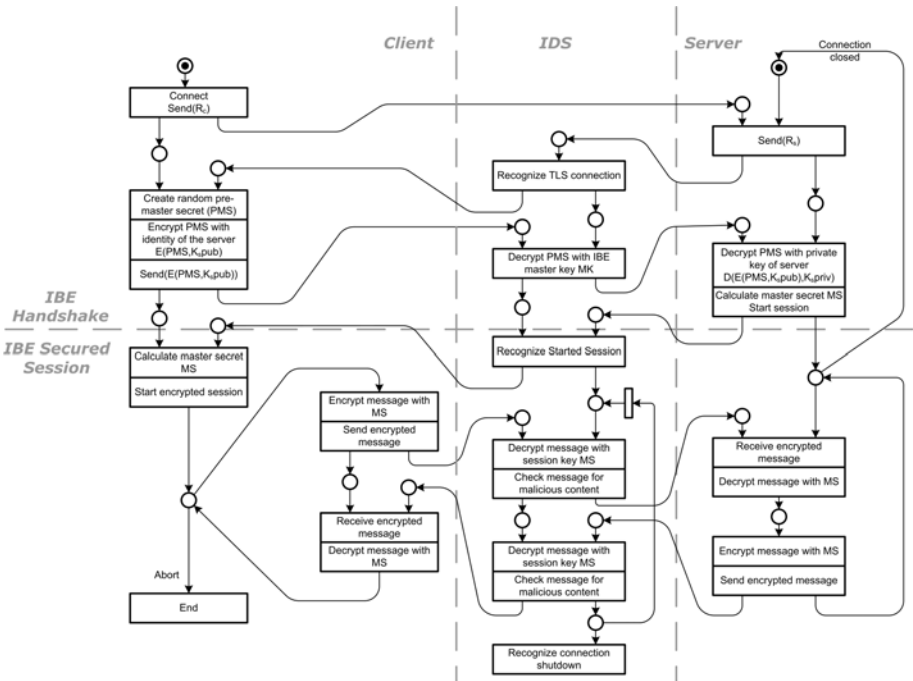 Client
IDS
Server
Connection
closed
Connect
Send(Rc)
Send(Rs)
Recognize TLS connection
Create random pre-
master secret (PMS)
Encrypt PMS with
identity of the server
E(PMS,Kspub)
Send(E(PMS,Kspub))
Decrypt PMS with IBE
master key MK
Decrypt PMS with private
key of server
D(E(PMS,Kspub),Kspriv)
Calculate master secret MS
Start session
IBE
Handshake
IBE Secured
Session
Recognize Started Session
Calculate master secret
MS
Start encrypted session
Encrypt message with
MS
Send encrypted
message
Decrypt message with
session key MS
Check message for
malicious content
Receive encrypted
message
Decrypt message with MS
Receive encrypted
message
Decrypt message with
MS
Decrypt message with
session key MS
Check message for
malicious content
Encrypt message with MS
Send encrypted message
Abort
End
Recognize connection
shutdown